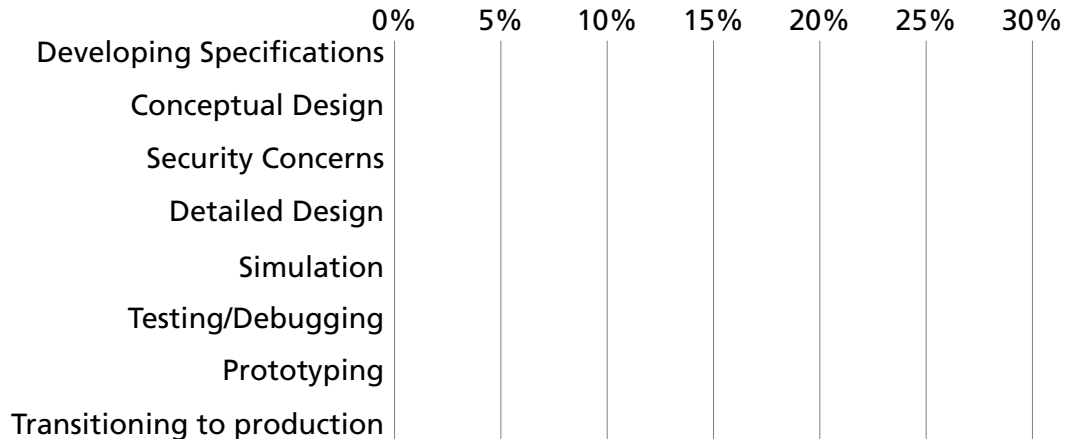 0% 5% 10% 15% 20% 25% 30%
Developing Specifications
Conceptual Design
Security Concerns
Detailed Design
Simulation
Testing/Debugging
Prototyping
Transitioning to production